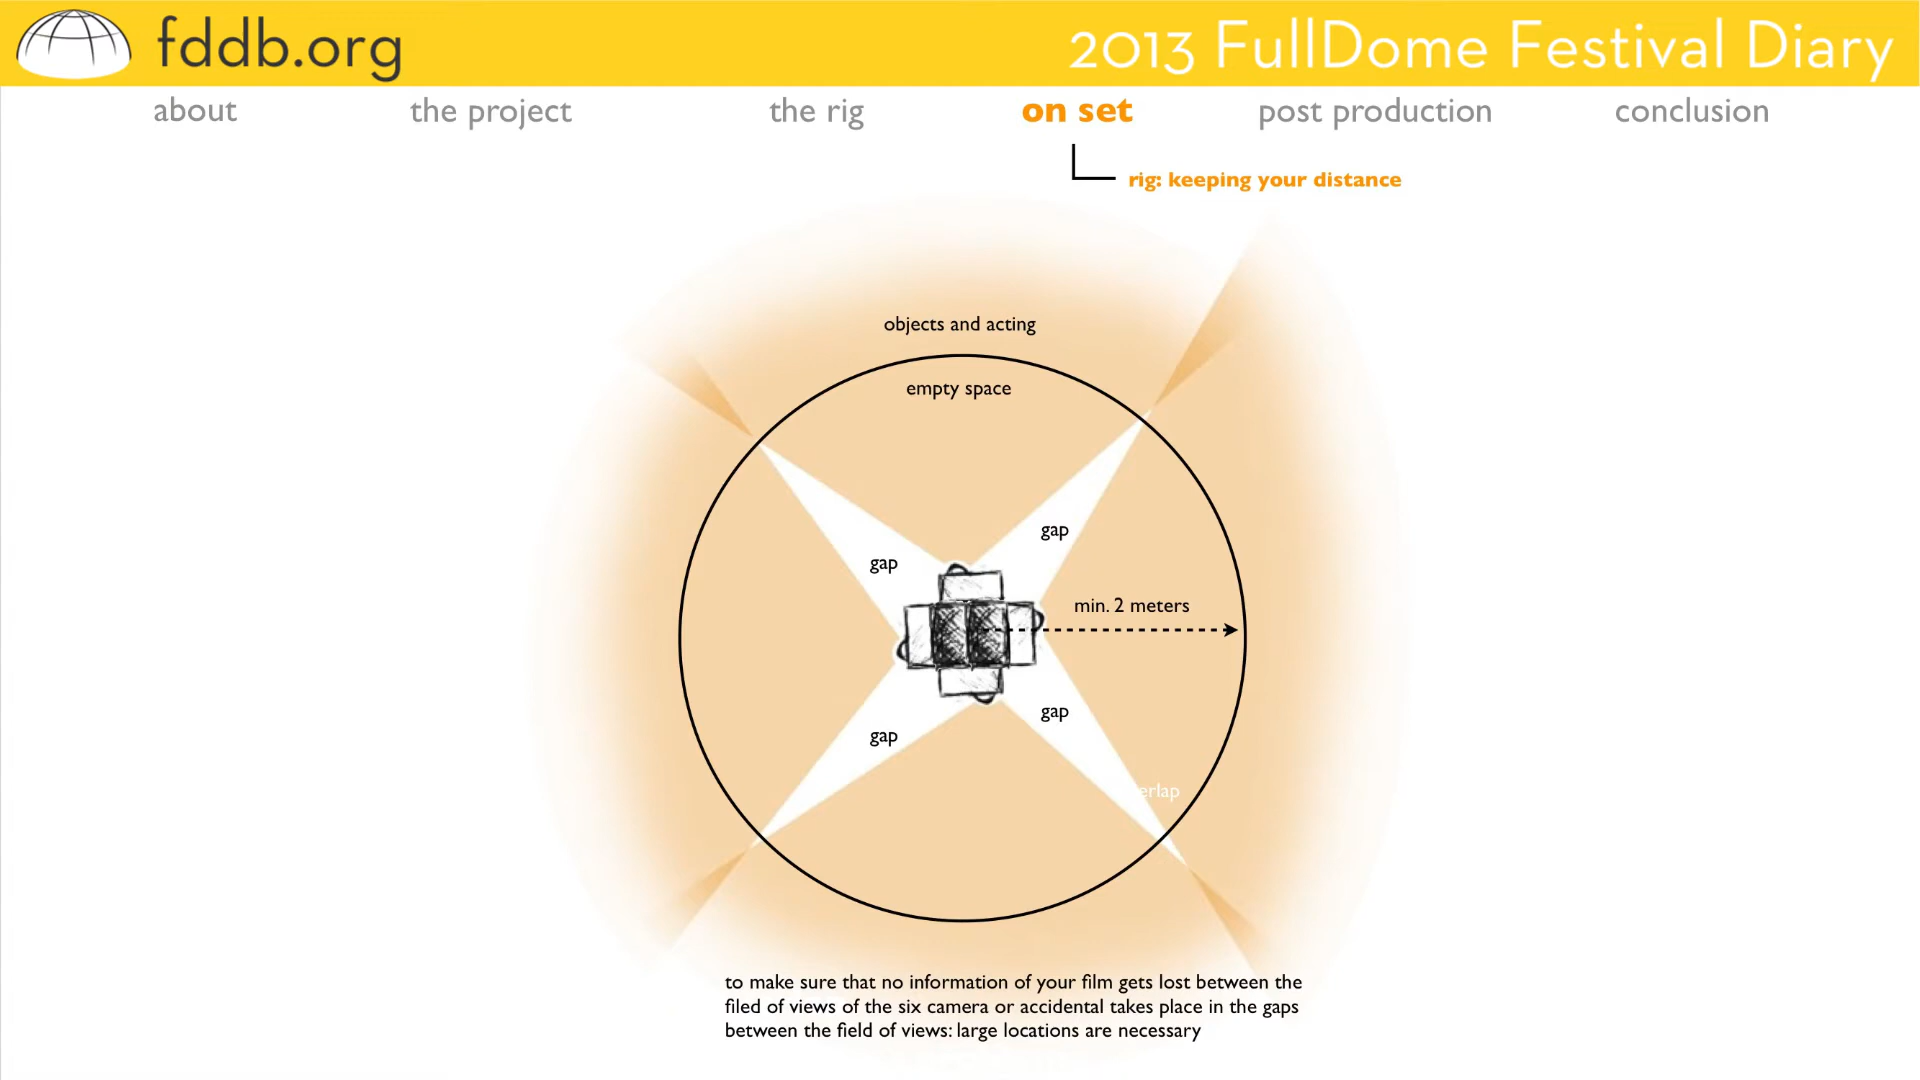 fddb.org
2013 FullDome Festival Diary
about
the project
the rig
on set
post production
conclusion
rig: keeping your distance
objects and acting
empty space
gap
gap
min. 2 meters
gap
gap
erlap
to make sure that no information of your film gets lost between the
filed of views of the six camera or accidental takes place in the gaps
between the field of views: large locations are necessary